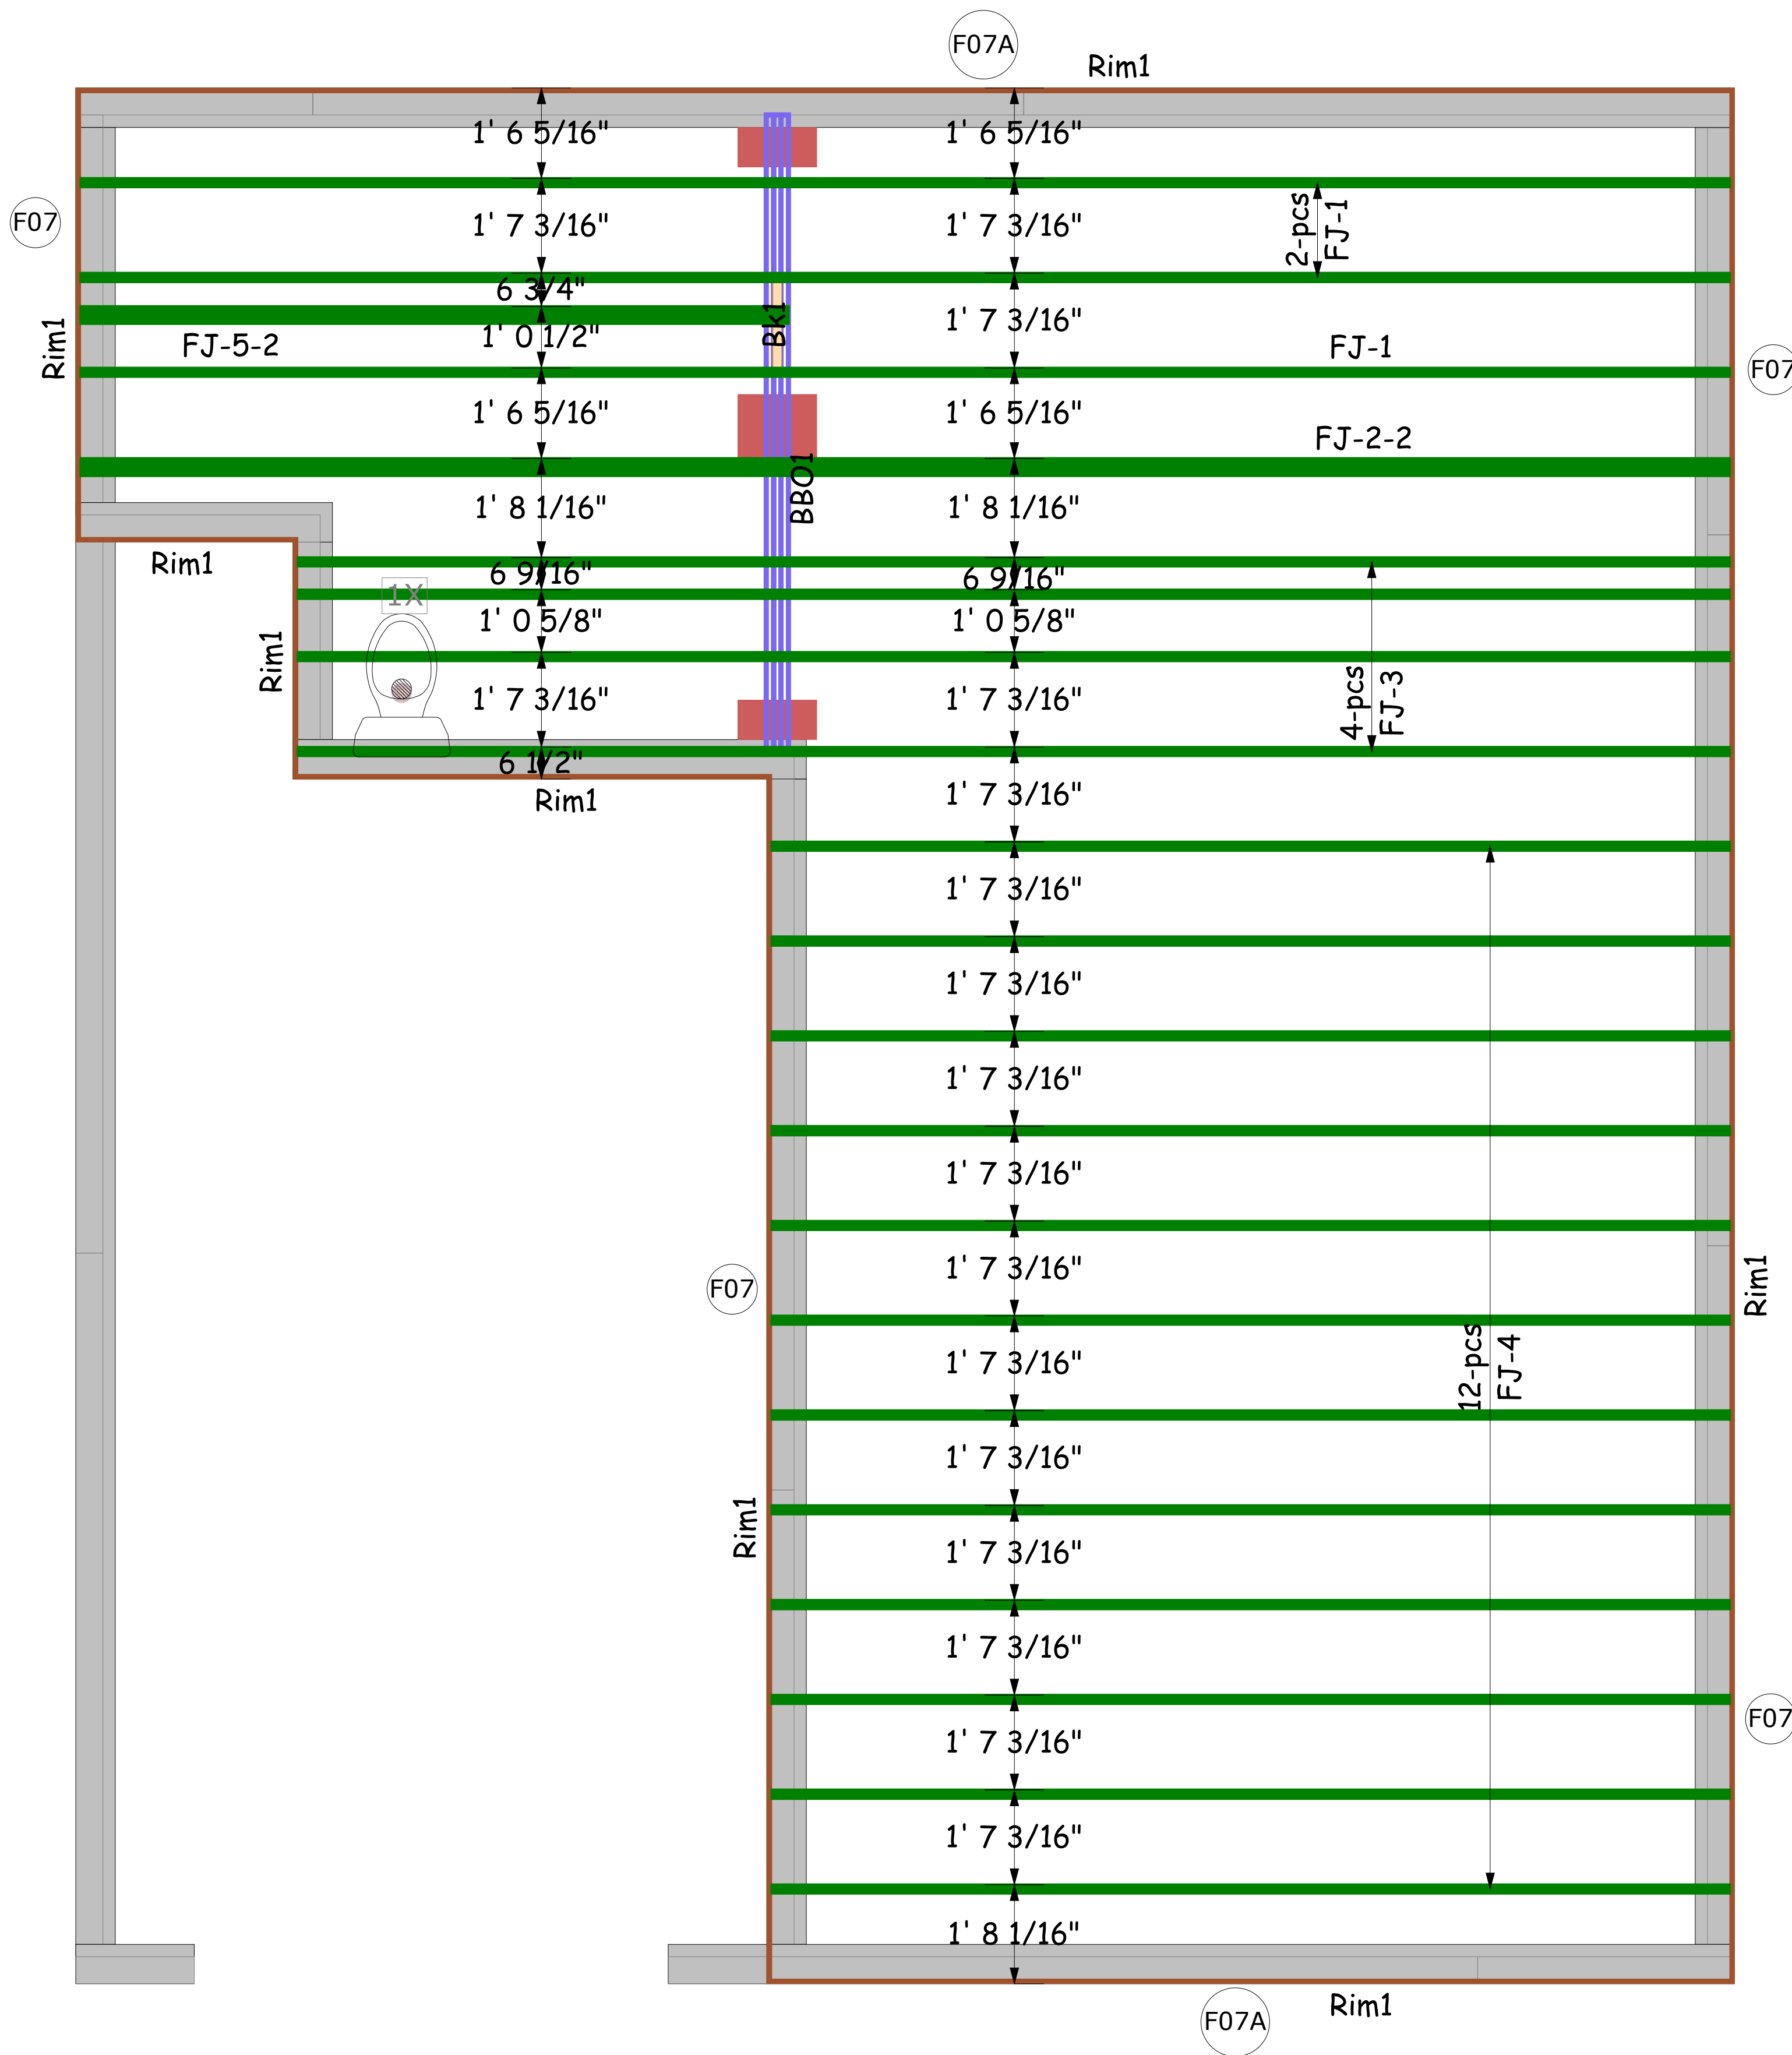 F07A
Rim1
1' 6 5/16"
1' 6 5/16"
F07
1' 7 3/16"
1' 7 3/16"
2-pcs
FJ-1
6 3/4"
Bk1
1' 7 3/16"
Rim1
FJ-5-2
1' 0 1/2"
FJ-1
F07
1' 6 5/16"
1' 6 5/16"
FJ-2-2
BBO1
1' 8 1/16"
1' 8 1/16"
Rim1
6 9/16"
6 9/16"
1X
1' 0 5/8"
1' 0 5/8"
Rim1
1' 7 3/16"
1' 7 3/16"
4-pcs
FJ-3
6 1/2"
Rim1
1' 7 3/16"
1' 7 3/16"
1' 7 3/16"
1' 7 3/16"
1' 7 3/16"
F07
1' 7 3/16"
Rim1
1' 7 3/16"
12-pcs
FJ-4
1' 7 3/16"
Rim1
1' 7 3/16"
1' 7 3/16"
1' 7 3/16"
F07
1' 7 3/16"
1' 8 1/16"
Rim1
F07A